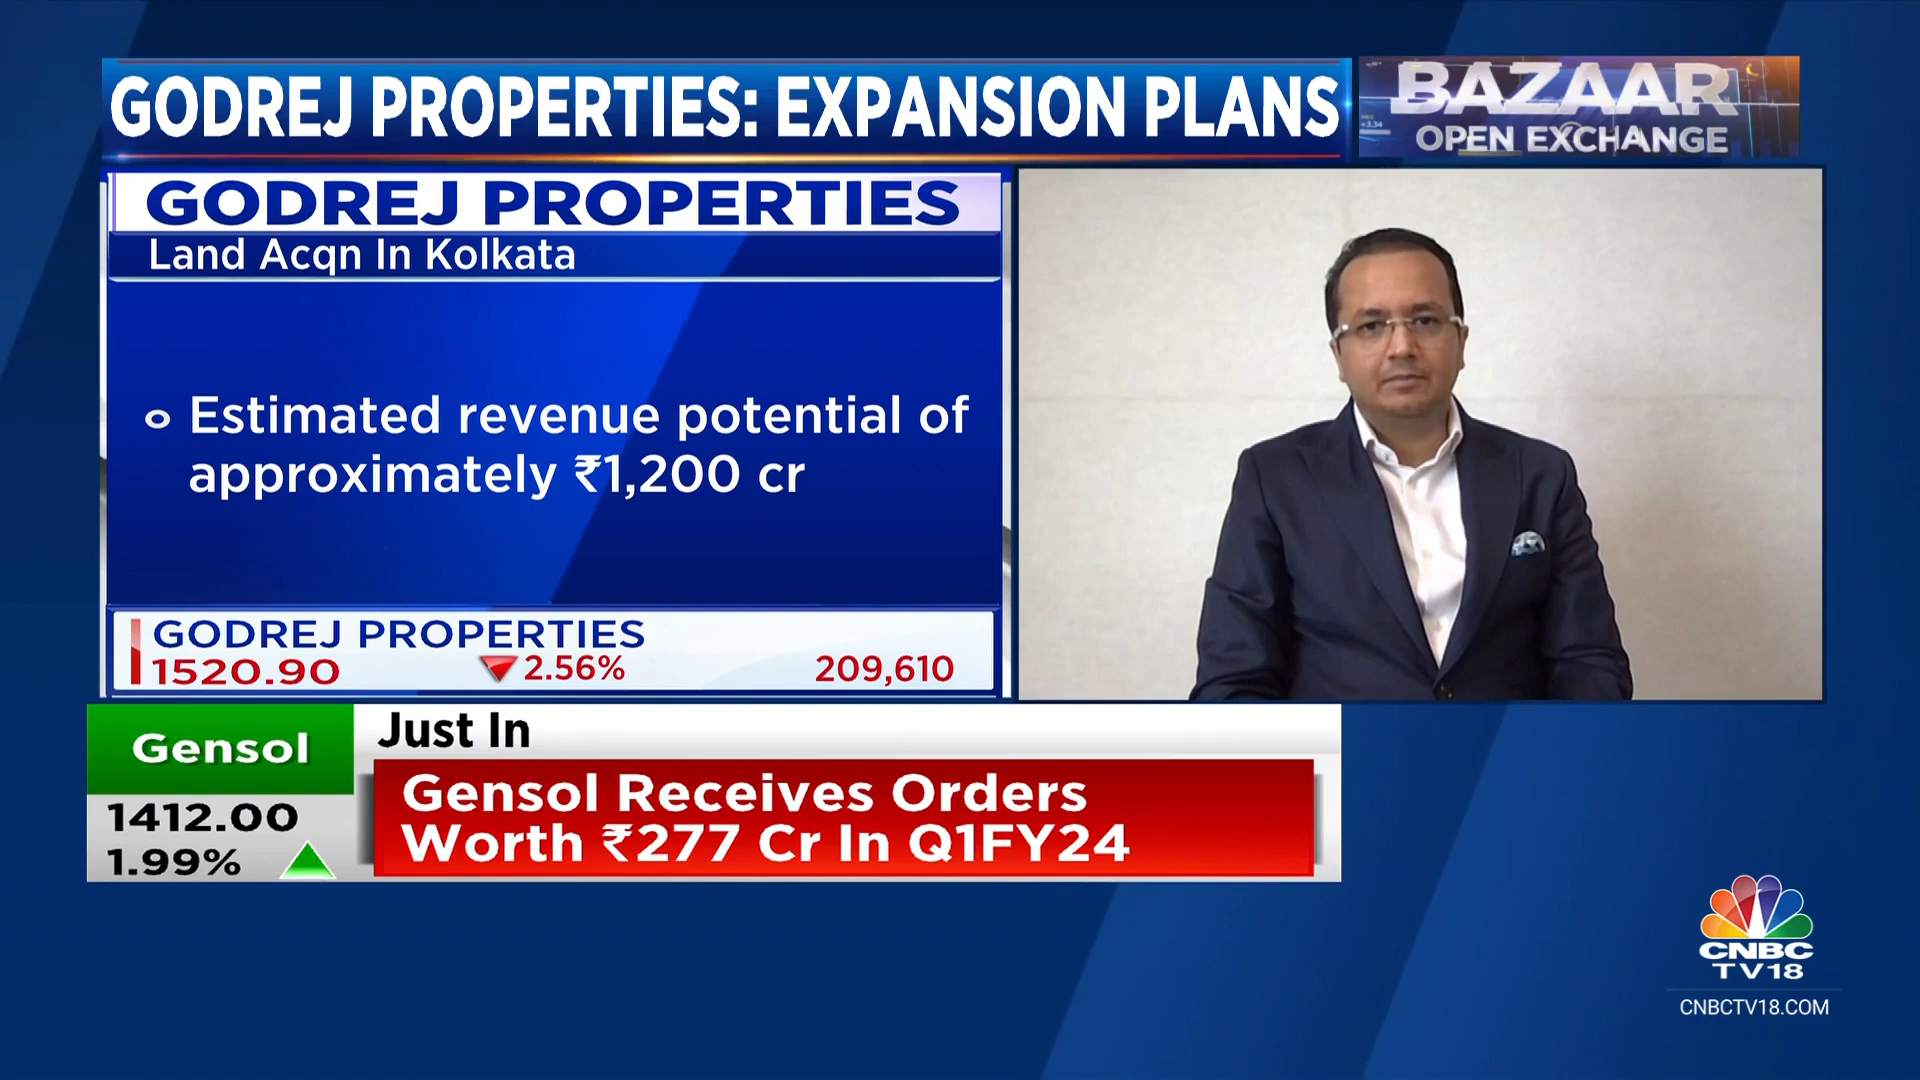 GODREJ PROPERTIES: EXPANSION PLANS
BAZAAR
OPEN EXCHANGE
+3.34
GODREJ PROPERTIES
Land Acqn In Kolkata
Estimated revenue potential of
approximately ₹1,200 cr
GODREJ PROPERTIES
1520.90 2.56% 209,610
Gensol
1412.00
1.99%
Just In
Gensol Receives Orders
Worth ₹277 Cr In Q1FY24
CNBC
TV18
CNBCTV18.COM